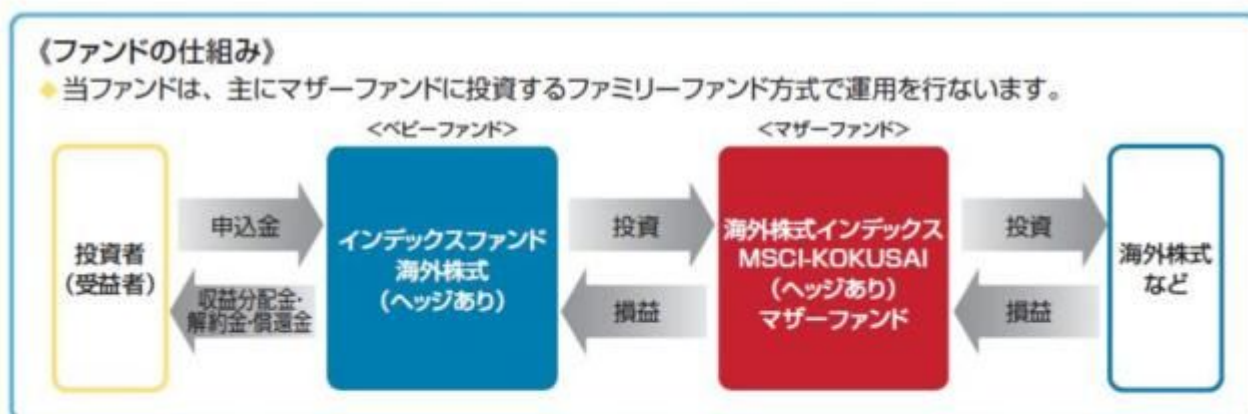 《ファンドの仕組み》
◆当ファンドは、主にマザーファンドに投資するファミリーファンド方式で運用を行ないます。
<ベビーファンド>
<マザーファンド>
投資者
(受益者)
申込金
収益分配金・
解約金・償還金
インデックスファンド
海外株式
(ヘッジあり)
投資
損益
海外株式インデックス
MSCI-KOKUSAI
(ヘッジあり)
マザーファンド
投資
損益
海外株式
など